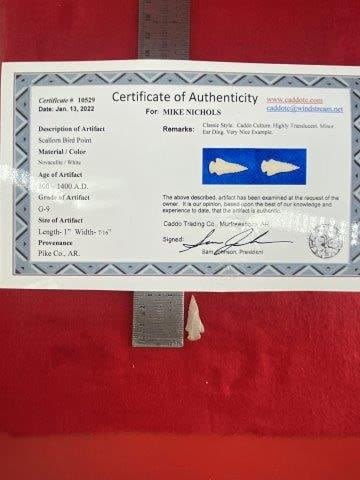 Certificate # 10529
Date: Jan. 13, 2022
Certificate of Authenticity
For MIKE NICHOLS
www.caddotc.com
caddotc@windstream.net
Description of Artifact
Scallorn Bird Point
Material / Color
Novaculite / White
Age of Artifact
800 - 1400 A.D.
Grade of Artifact
G-9
Size of Artifact
Length- 1" Width- 7/16"
Provenance
Pike Co., AR.
Remarks: Classic Style. Caddo Culture. Highly Translucent. Minor
Ear Ding. Very Nice Example.
The above described, artifact has been examined at the request of the
owner. It is our opinion, based upon the best of our knowledge and
experience to date, that the artifact is authentic.
Caddo Trading Co., Murfreesboro, AR
Signed:
Sam Johnson, President